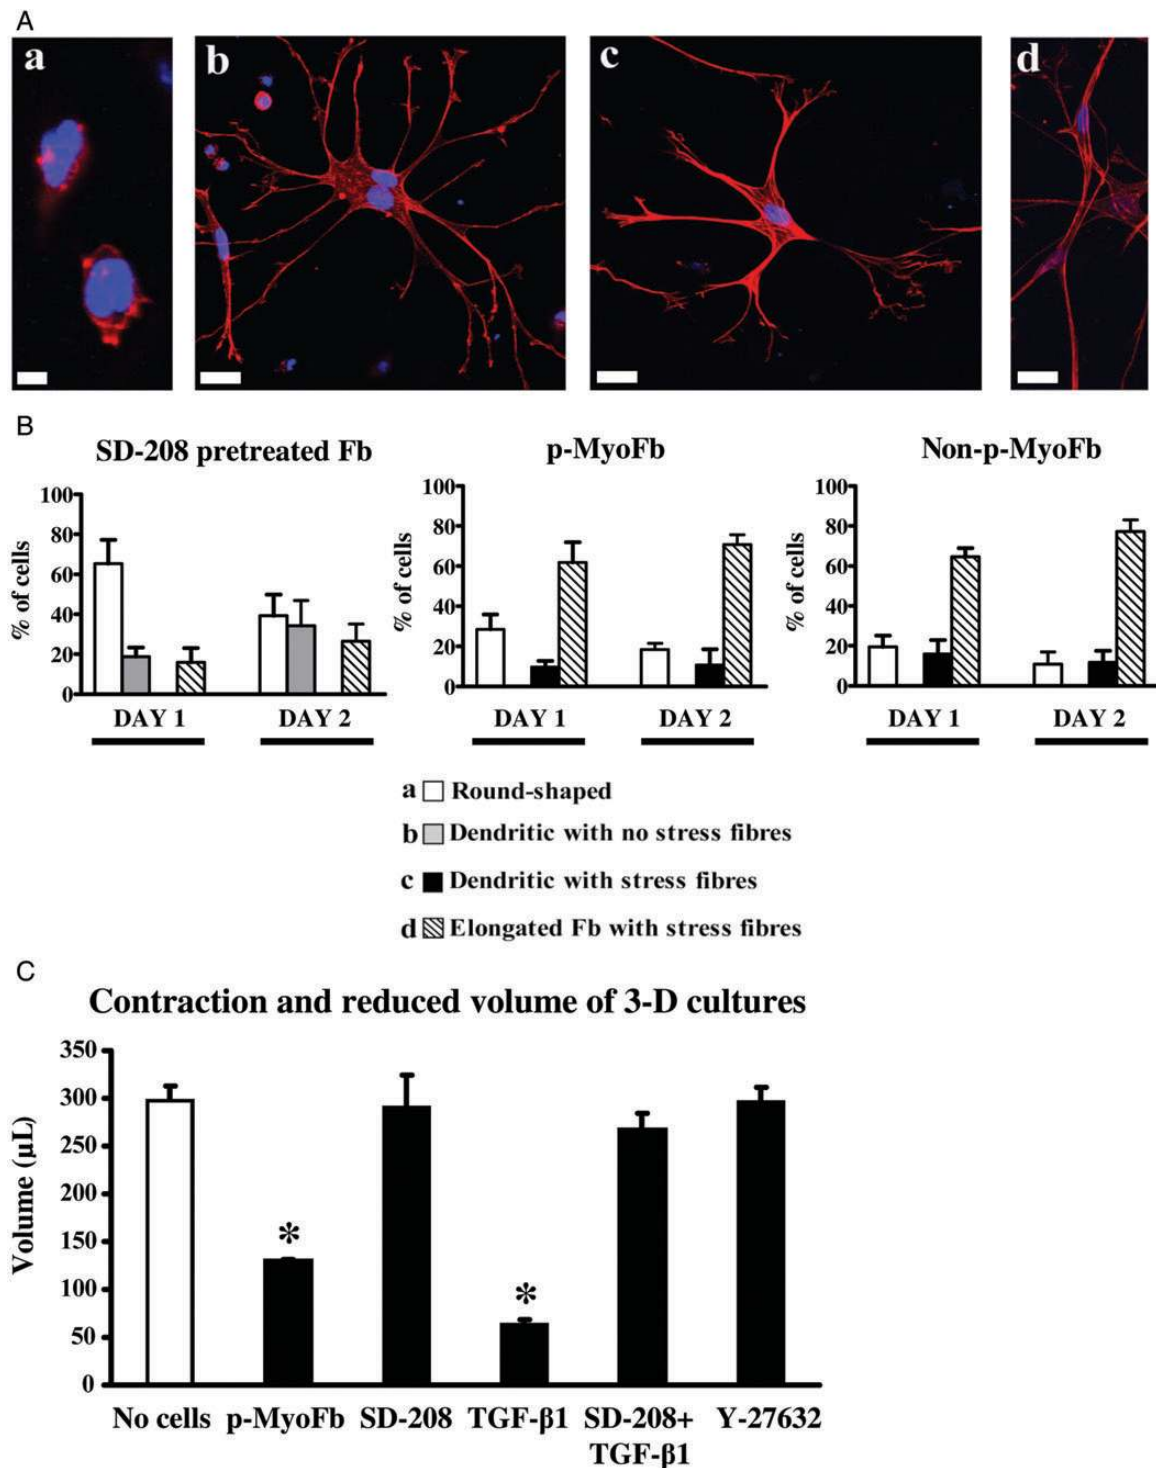 A
a
b
c
d
B
SD-208 pretreated Fb
p-MyoFb
Non-p-MyoFb
% of cells
100
80
60
40
20
0
DAY 1
DAY 2
% of cells
100
80
60
40
20
0
DAY 1
DAY 2
% of cells
100
80
60
40
20
0
DAY 1
DAY 2
a Round-shaped
b Dendritic with no stress fibres
c Dendritic with stress fibres
d Elongated Fb with stress fibres
C
Contraction and reduced volume of 3-D cultures
Volume (µL)
350
300
250
200
150
100
50
0
*
*
No cells
p-MyoFb
SD-208
TGF-β1
SD-208+
TGF-β1
Y-27632